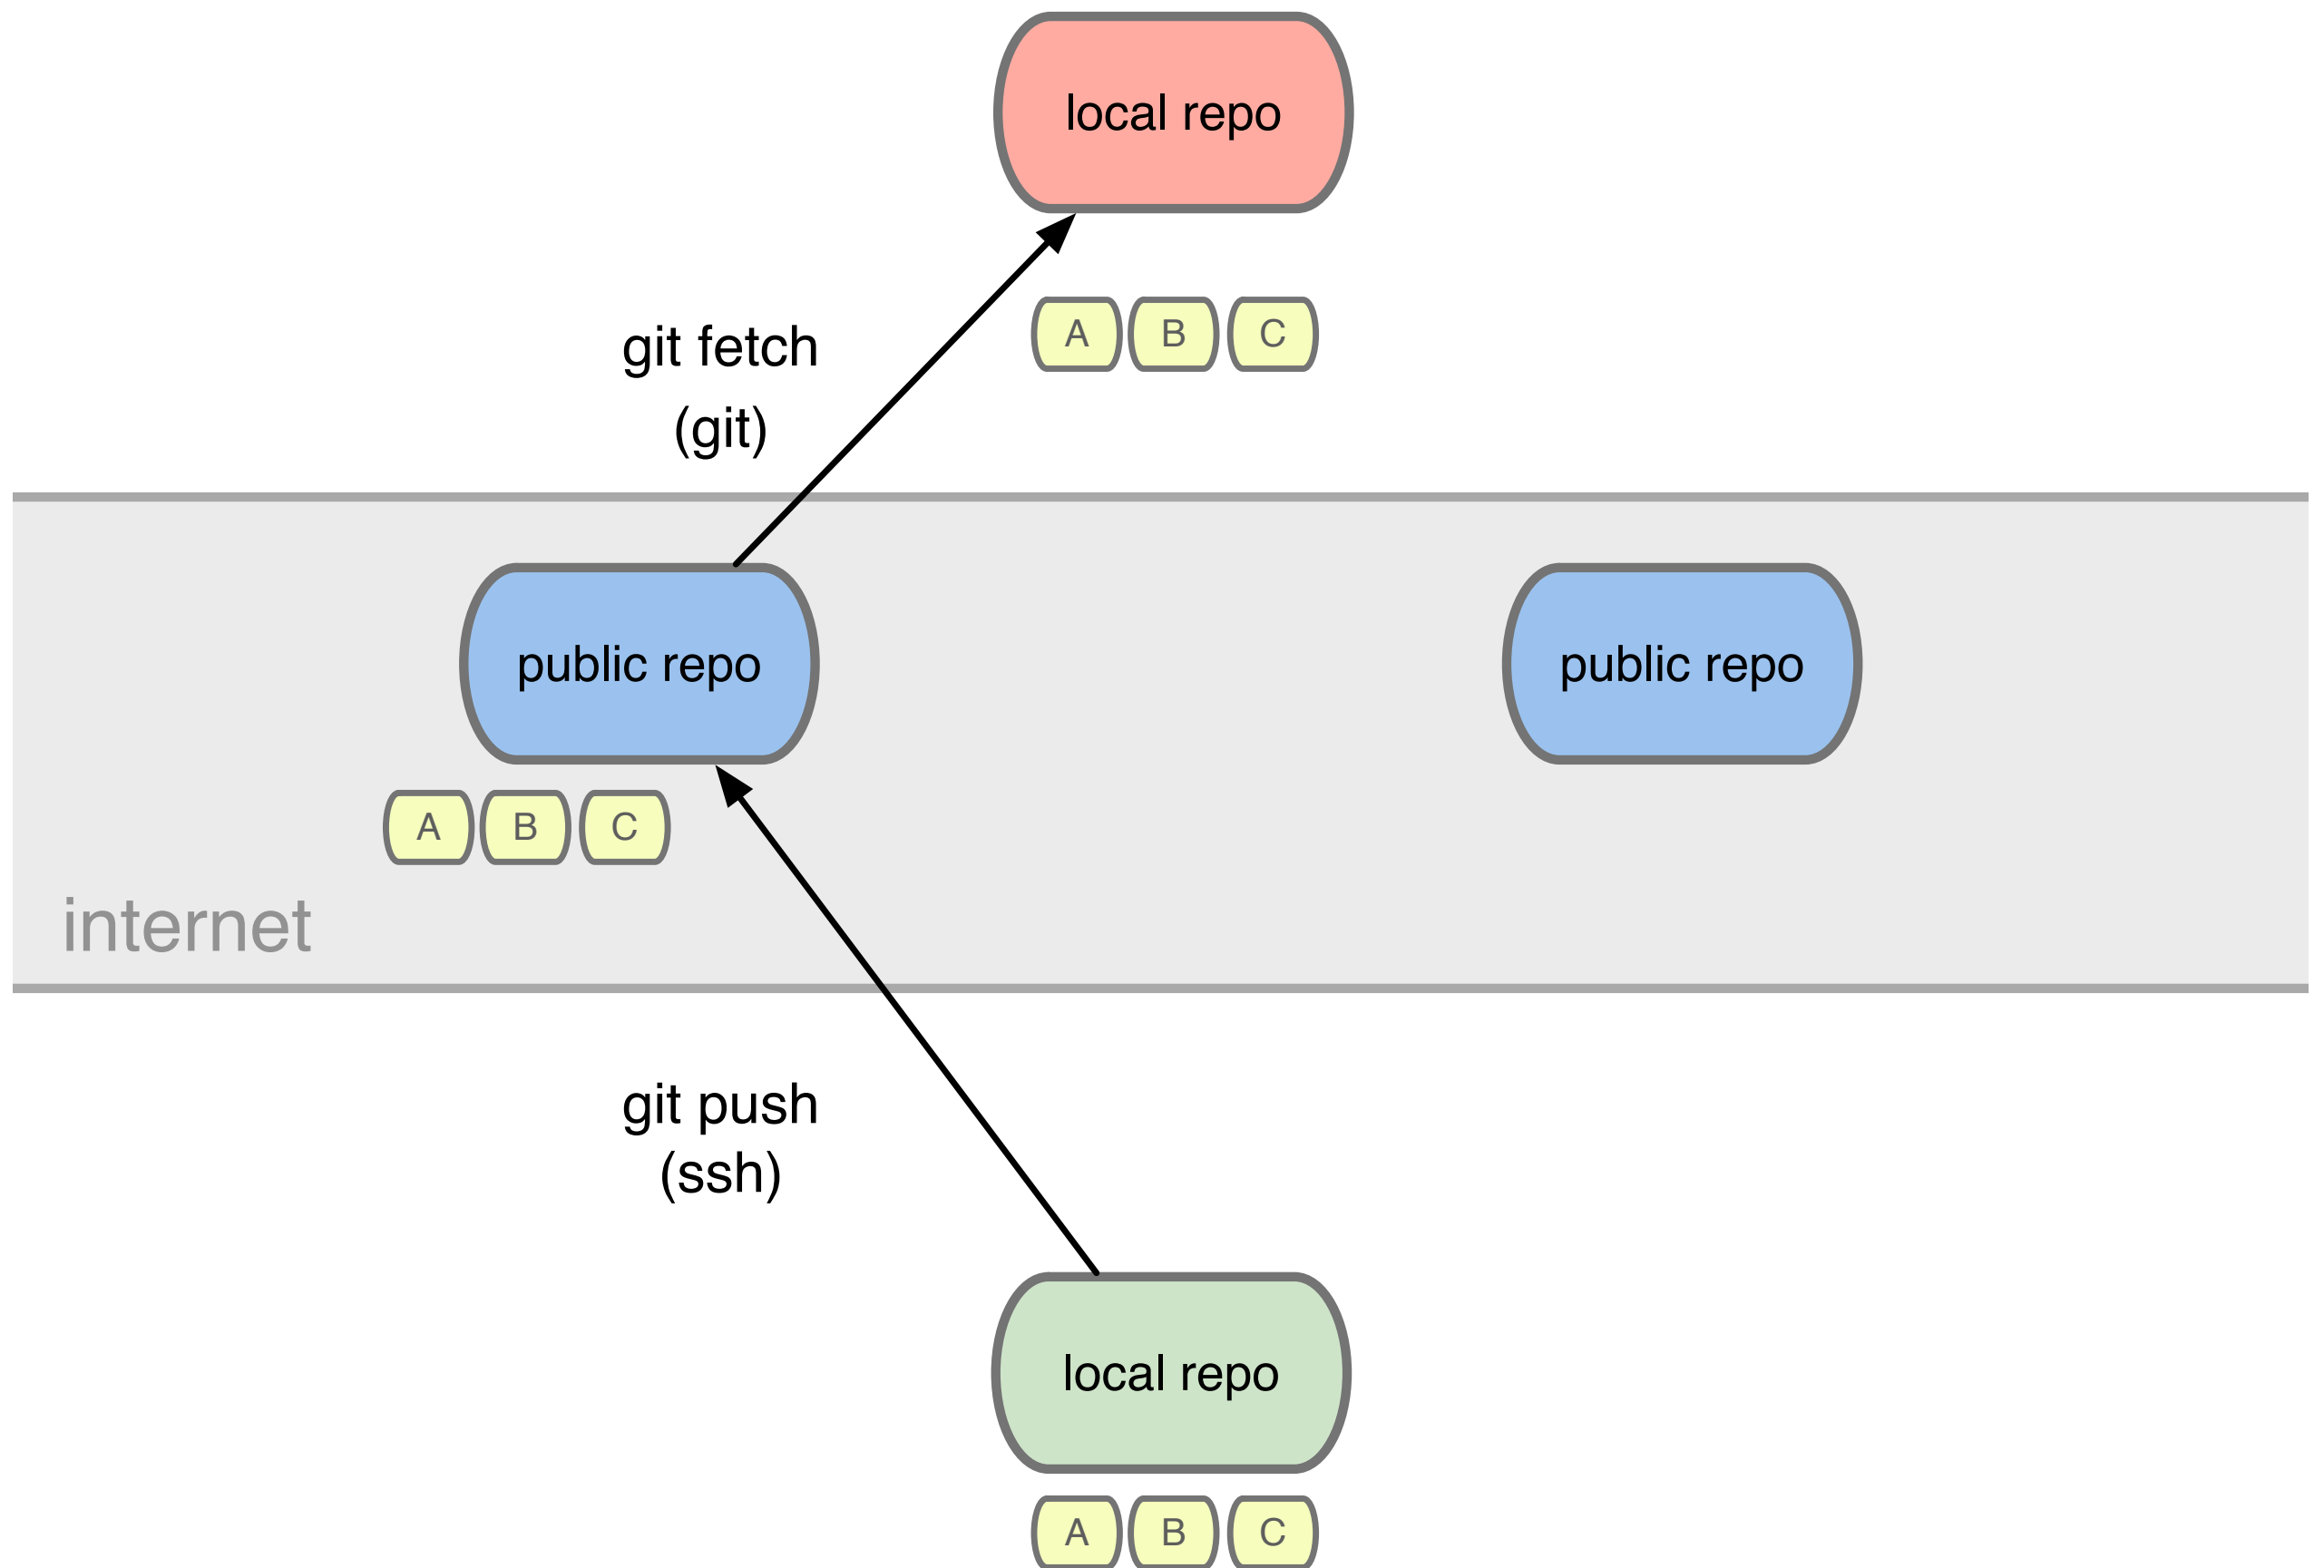 local repo
git fetch
(git)
A B C
public repo
public repo
A B C
internet
git push
(ssh)
local repo
A B C